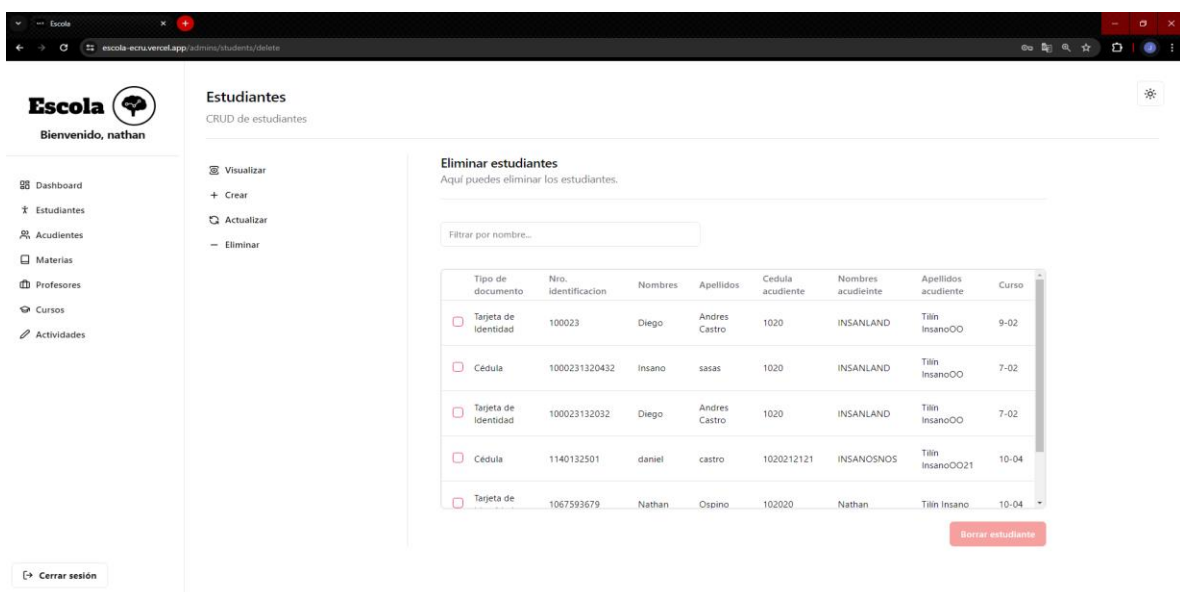 Escola
escola-ecru.vercel.app/admins/students/delete
Escola
Bienvenido, nathan
Dashboard
Estudiantes
Acudientes
Materias
Profesores
Cursos
Actividades
Cerrar sesión
Estudiantes
CRUD de estudiantes
Visualizar
Crear
Actualizar
Eliminar
Eliminar estudiantes
Aquí puedes eliminar los estudiantes.
Filtrar por nombre...
Tipo de documento Nro. identificacion Nombres Apellidos Cedula acudiente Nombres acudieinte Apellidos acudiente Curso
Tarjeta de Identidad 100023 Diego Andres Castro 1020 INSANLAND Tilín InsanoOO 9-02
Cédula 1000231320432 Insano sasas 1020 INSANLAND Tilín InsanoOO 7-02
Tarjeta de Identidad 100023132032 Diego Andres Castro 1020 INSANLAND Tilín InsanoOO 7-02
Cédula 1140132501 daniel castro 1020212121 INSANOSNOS Tilín InsanoOO21 10-04
Tarjeta de 1067593679 Nathan Ospino 102020 Nathan Tilín Insano 10-04
Borrar estudiante